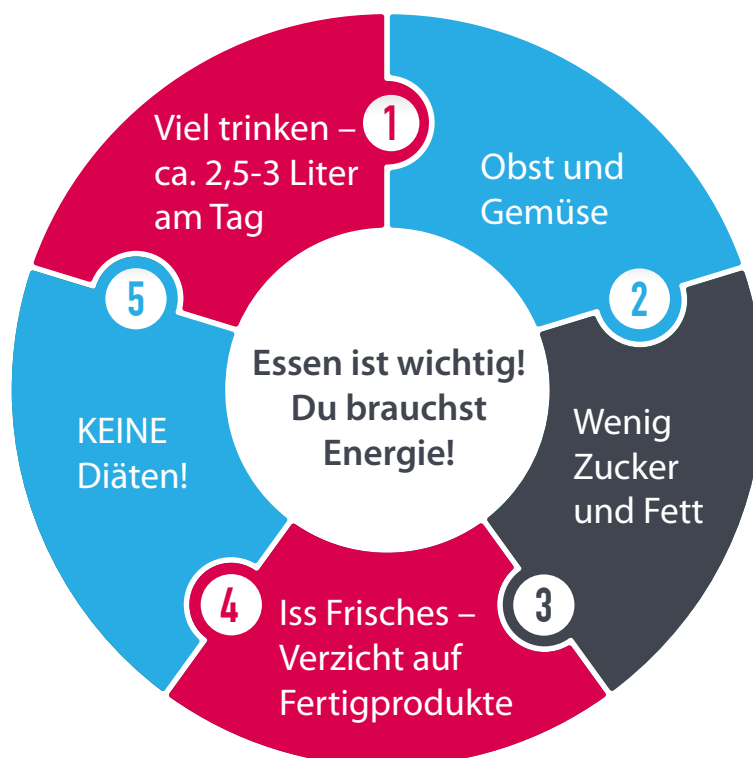 1
Viel trinken –
ca. 2,5-3 Liter
am Tag
2
Obst und
Gemüse
3
Wenig
Zucker
und Fett
4
Iss Frisches –
Verzicht auf
Fertigprodukte
5
KEINE
Diäten!
Essen ist wichtig!
Du brauchst
Energie!